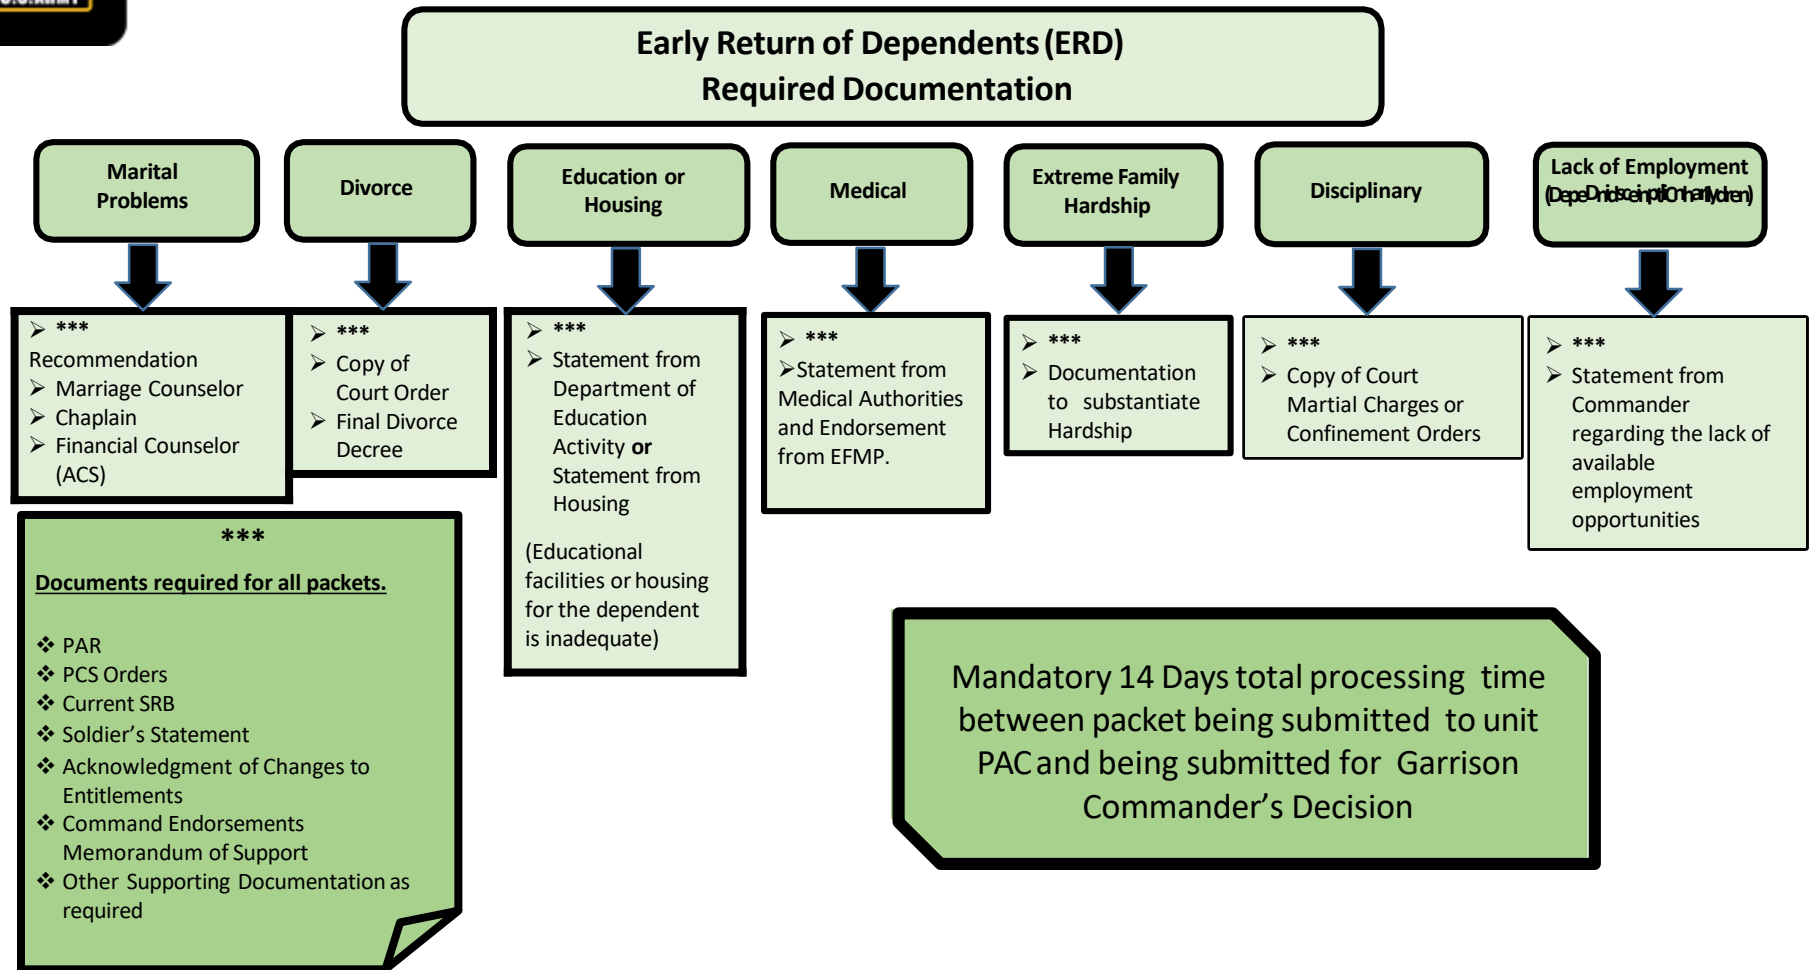 U.S.ARMY
Early Return of Dependents (ERD)
Required Documentation
Marital
Problems
Divorce
Education or
Housing
Medical
Extreme Family
Hardship
Disciplinary
Lack of Employment
➢ ***
Recommendation
➢ Marriage Counselor
➢ Chaplain
➢ Financial Counselor
(ACS)
➢ ***
➢ Copy of
Court Order
➢ Final Divorce
Decree
➢ ***
➢ Statement from
Department of
Education
Activity or
Statement from
Housing
(Educational
facilities or housing
for the dependent
is inadequate)
➢ ***
➢Statement from
Medical Authorities
and Endorsement
from EFMP.
➢ ***
➢ Documentation
to substantiate
Hardship
➢ ***
➢ Copy of Court
Martial Charges or
Confinement Orders
➢ ***
➢ Statement from
Commander
regarding the lack of
available
employment
opportunities
***
Documents required for all packets.
❖ PAR
❖ PCS Orders
❖ Current SRB
❖ Soldier's Statement
❖ Acknowledgment of Changes to
Entitlements
❖ Command Endorsements
Memorandum of Support
❖ Other Supporting Documentation as
required
Mandatory 14 Days total processing time
between packet being submitted to unit
PAC and being submitted for Garrison
Commander's Decision